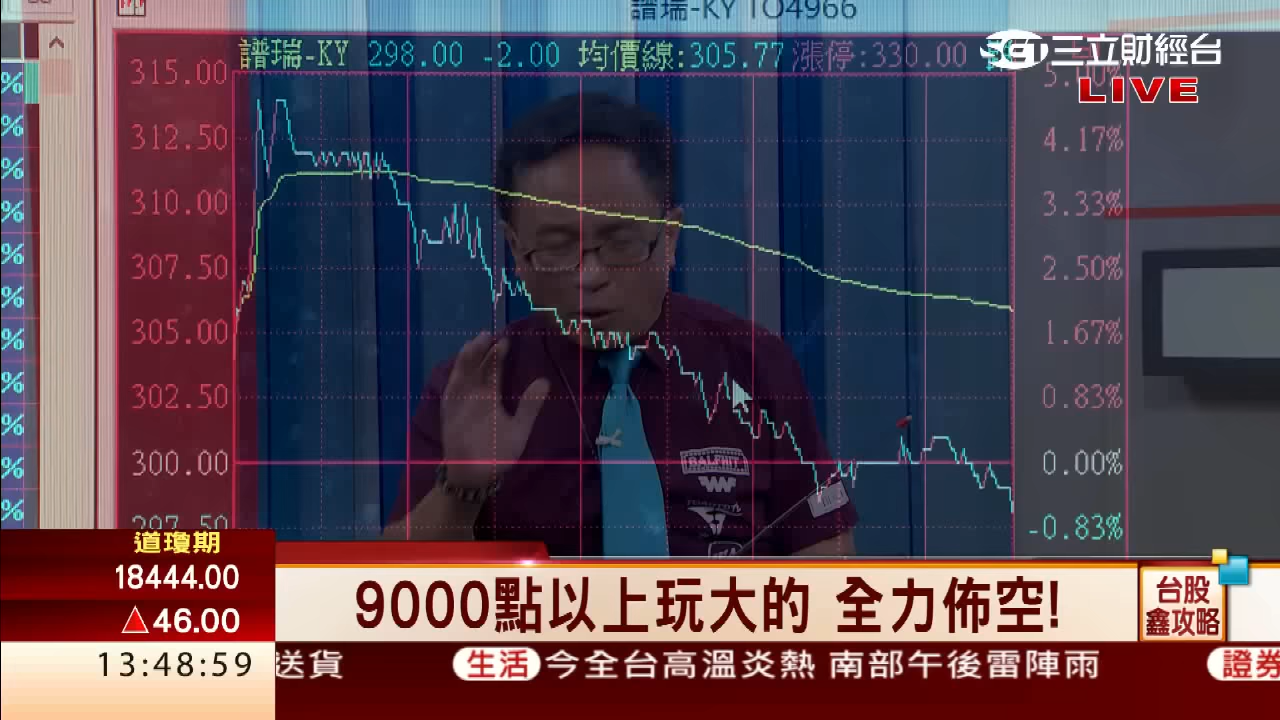 譜瑞-KY TO4966
譜瑞-KY 298.00 -2.00 均價線:305.77 漲停:330.00
三立財經台
LIVE
315.00 5.00%
312.50 4.17%
310.00 3.33%
307.50 2.50%
305.00 1.67%
302.50 0.83%
300.00 0.00%
297.50 -0.83%
BALFHIT
道瓊期
18444.00
△46.00
13:48:59
9000點以上玩大的 全力佈空!
台股
鑫攻略
送貨 生活 今全台高溫炎熱 南部午後雷陣雨 證券